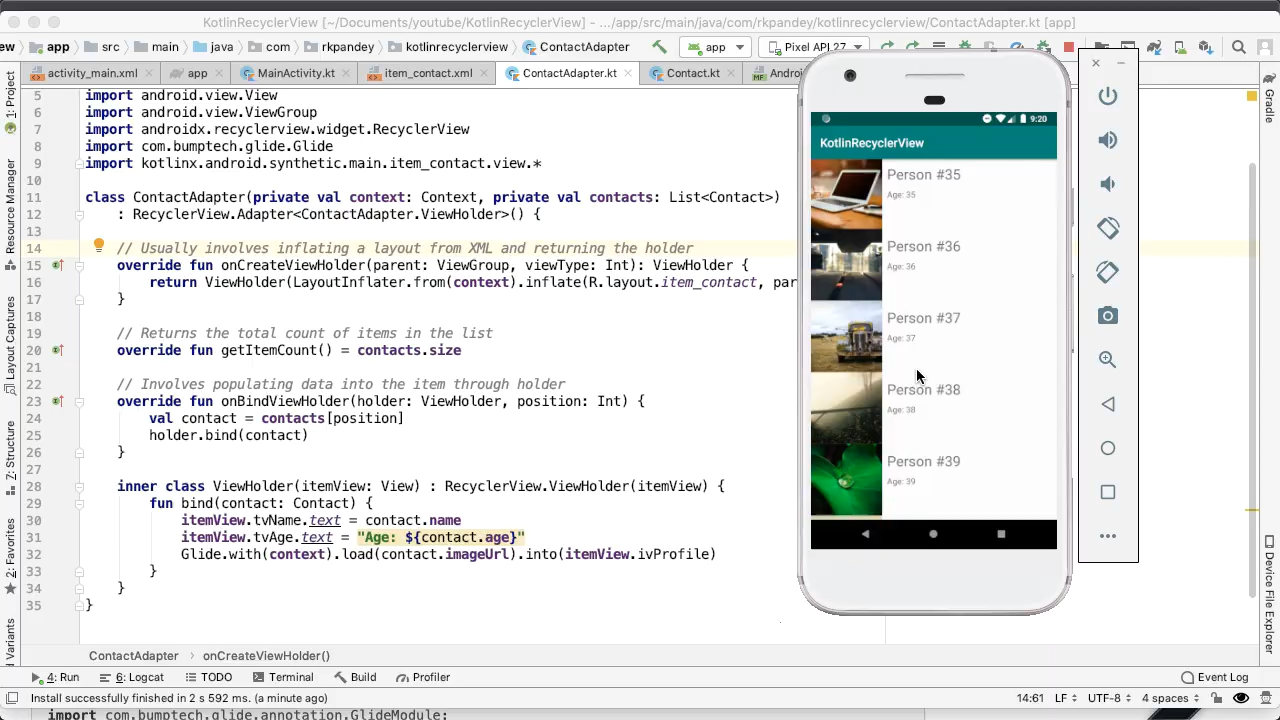 KotlinRecyclerView [~/Documents/youtube/KotlinRecyclerView] - .../app/src/main/java/com/rkpandey/kotlinrecyclerview/ContactAdapter.kt [app]
ew app src main java com rkpandey kotlinrecyclerview ContactAdapter app Pixel API 27
activity_main.xml app MainActivity.kt item_contact.xml ContactAdapter.kt Contact.kt
1: Project
Resource Manager
Layout Captures
Z: Structure
2: Favorites
Variants
5 import android.view.View
6 import android.view.ViewGroup
7 import androidx.recyclerview.widget.RecyclerView
8 import com.bumptech.glide.Glide
9 import kotlinx.android.synthetic.main.item_contact.view.*
10
11 class ContactAdapter(private val context: Context, private val contacts: List<Contact>)
12 : RecyclerView.Adapter<ContactAdapter.ViewHolder>() {
13
14 // Usually involves inflating a layout from XML and returning the holder
15 override fun onCreateViewHolder(parent: ViewGroup, viewType: Int): ViewHolder {
16 return ViewHolder(LayoutInflater.from(context).inflate(R.layout.item_contact, par
17 }
18
19 // Returns the total count of items in the list
20 override fun getItemCount() = contacts.size
21
22 // Involves populating data into the item through holder
23 override fun onBindViewHolder(holder: ViewHolder, position: Int) {
24 val contact = contacts[position]
25 holder.bind(contact)
26 }
27
28 inner class ViewHolder(itemView: View) : RecyclerView.ViewHolder(itemView) {
29 fun bind(contact: Contact) {
30 itemView.tvName.text = contact.name
31 itemView.tvAge.text = "Age: ${contact.age}"
32 Glide.with(context).load(contact.imageUrl).into(itemView.ivProfile)
33 }
34 }
35 }
9:20
KotlinRecyclerView
Person #35
Age: 35
Person #36
Age: 36
Person #37
Age: 37
Person #38
Age: 38
Person #39
Age: 39
Gradle
Device File Explorer
ContactAdapter › onCreateViewHolder()
4: Run 6: Logcat TODO Terminal Build Profiler Event Log
Install successfully finished in 2 s 592 ms. (a minute ago) 14:61 LF UTF-8 4 spaces
import com.bumptech.glide.annotation.GlideModule;